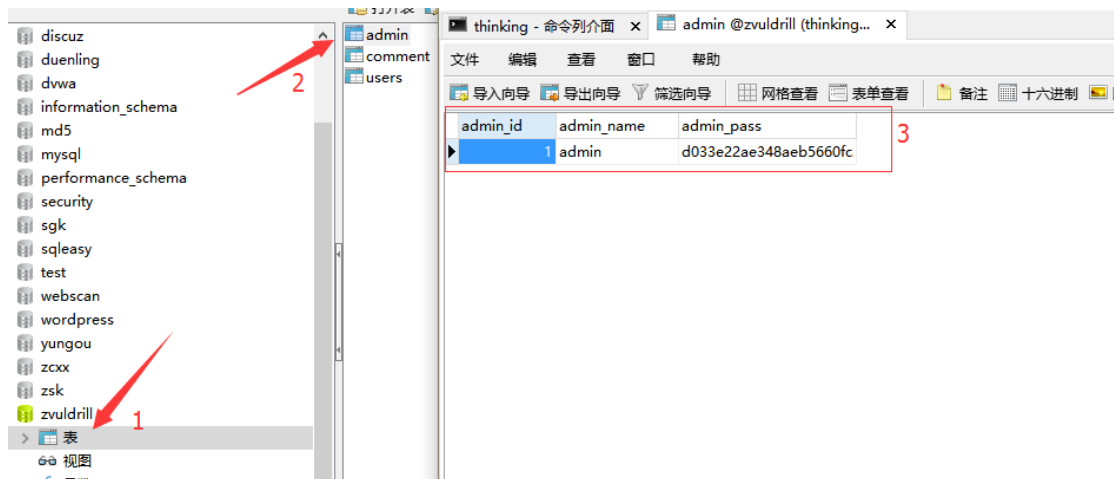 discuz
duenling
dvwa
information_schema
md5
mysql
performance_schema
security
sgk
sqleasy
test
webscan
wordpress
yungou
zcxx
zsk
zvuldrill
表
视图
1
2
admin
comment
users
thinking - 命令列介面 × admin @zvuldrill (thinking... ×
文件 编辑 查看 窗口 帮助
导入向导 导出向导 筛选向导 网格查看 表单查看 备注 十六进制
admin_id admin_name admin_pass
1 admin d033e22ae348aeb5660fc
3